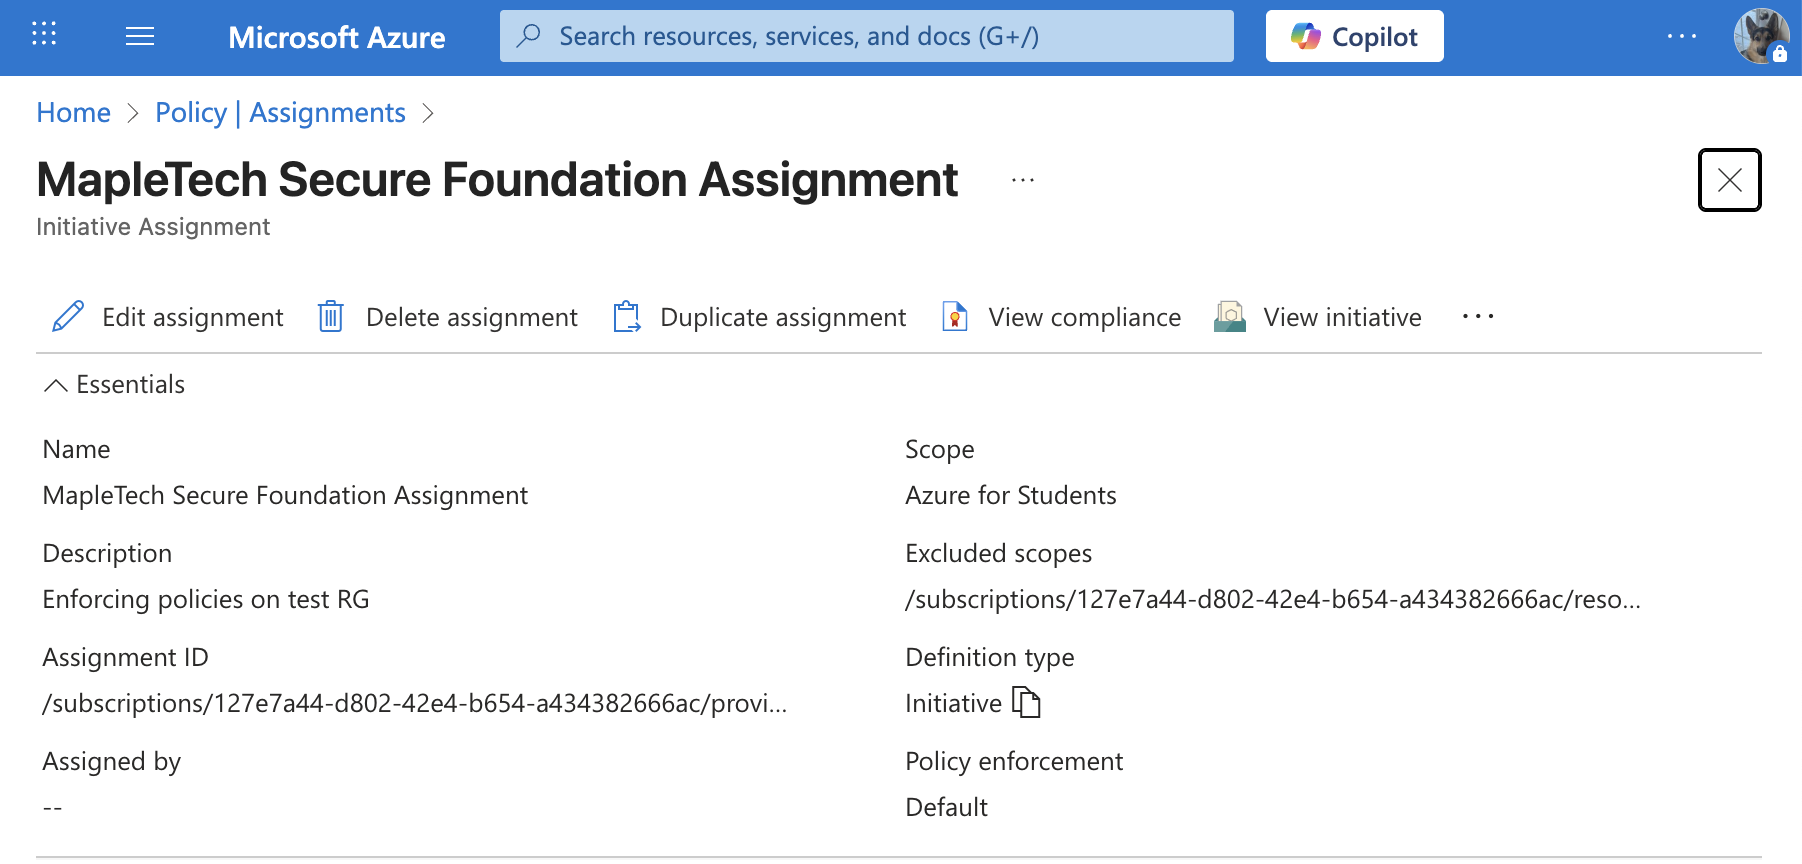 Microsoft Azure
Search resources, services, and docs (G+/)
Copilot
Home > Policy | Assignments >
MapleTech Secure Foundation Assignment ...
Initiative Assignment
Edit assignment Delete assignment Duplicate assignment View compliance View initiative ...
Essentials
Name
MapleTech Secure Foundation Assignment
Description
Enforcing policies on test RG
Assignment ID
/subscriptions/127e7a44-d802-42e4-b654-a434382666ac/provi...
Assigned by
--
Scope
Azure for Students
Excluded scopes
/subscriptions/127e7a44-d802-42e4-b654-a434382666ac/reso...
Definition type
Initiative
Policy enforcement
Default